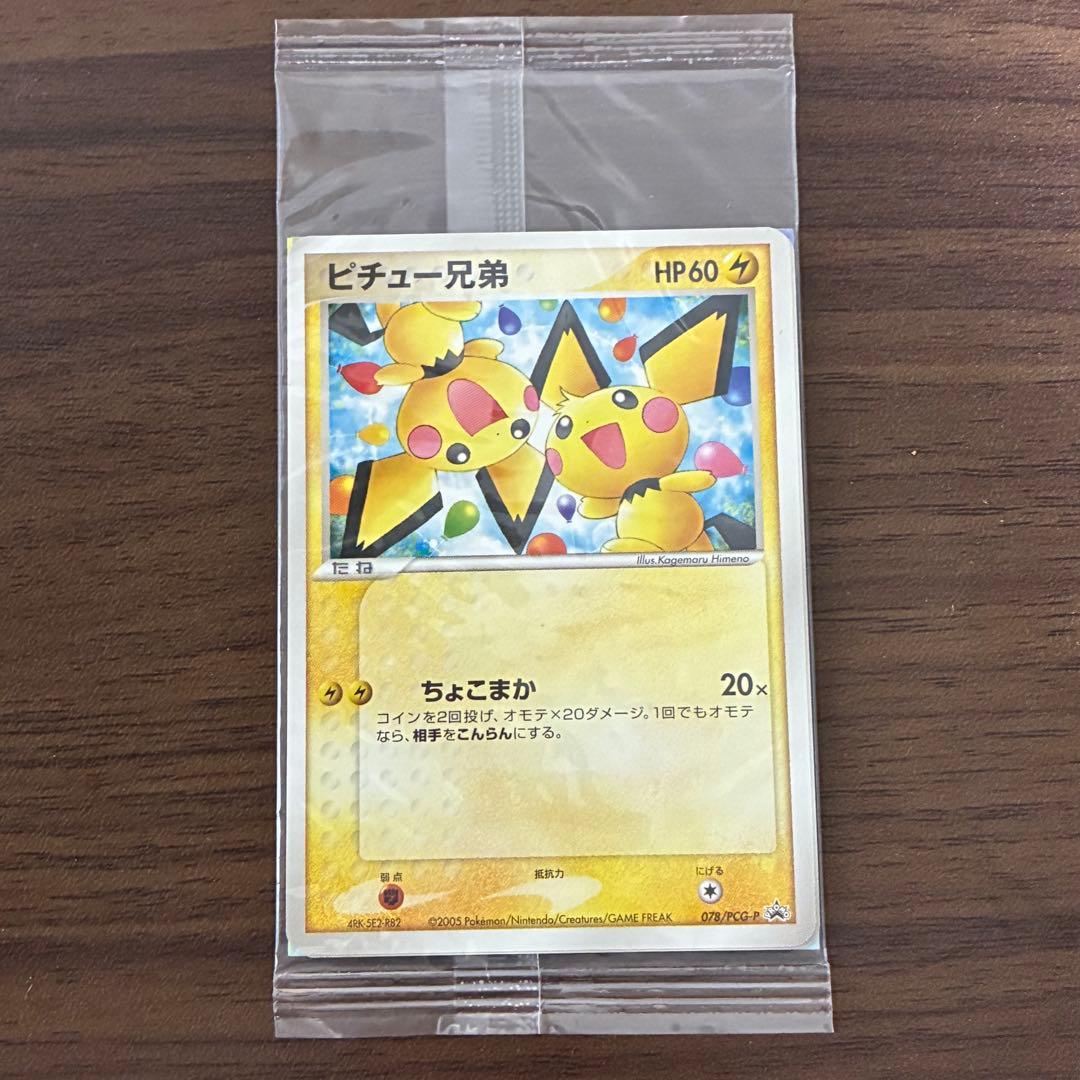 ピチュー兄弟 HP60
たね Illus.Kagemaru Himeno
ちょこまか 20×
コインを2回投げ、オモテ×20ダメージ。1回でもオモテ
なら、相手をこんらんにする。
弱点 抵抗力 にげる
4RK-5E2-RB2 ©2005 Pokémon/Nintendo/Creatures/GAME FREAK 078/PCG-P